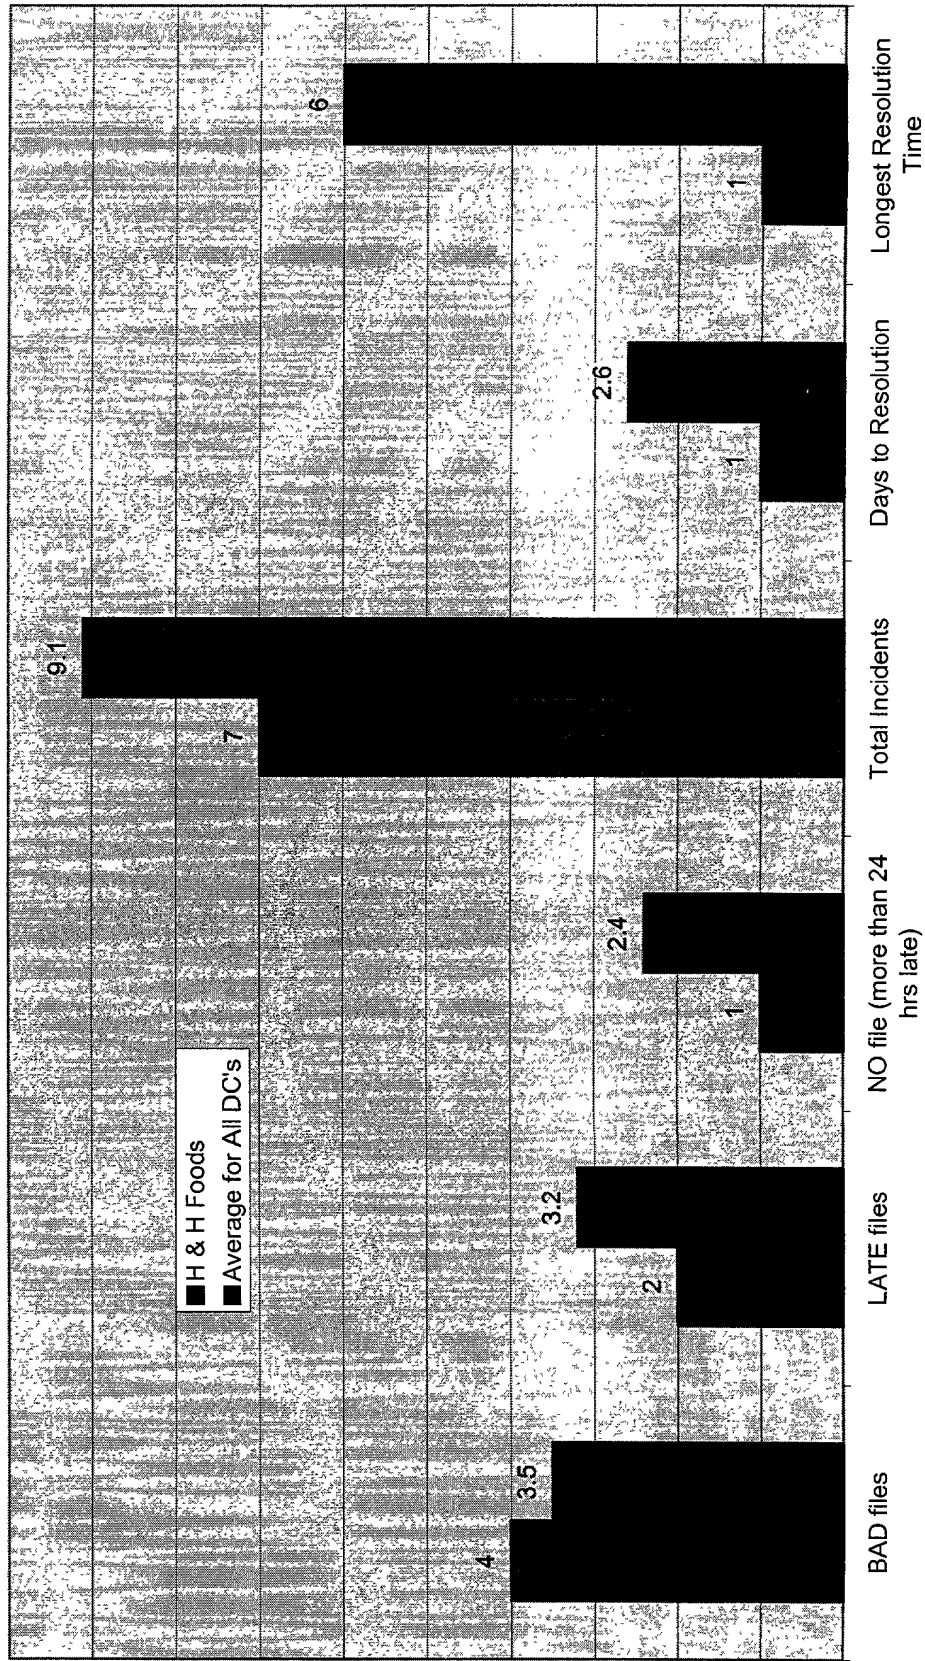 H & H Foods
Average for All DC's
4
3.5
2
3.2
1
2.4
7
9.1
1
2.6
1
6
BAD files
LATE files
NO file (more than 24
hrs late)
Total Incidents
Days to Resolution
Longest Resolution
Time